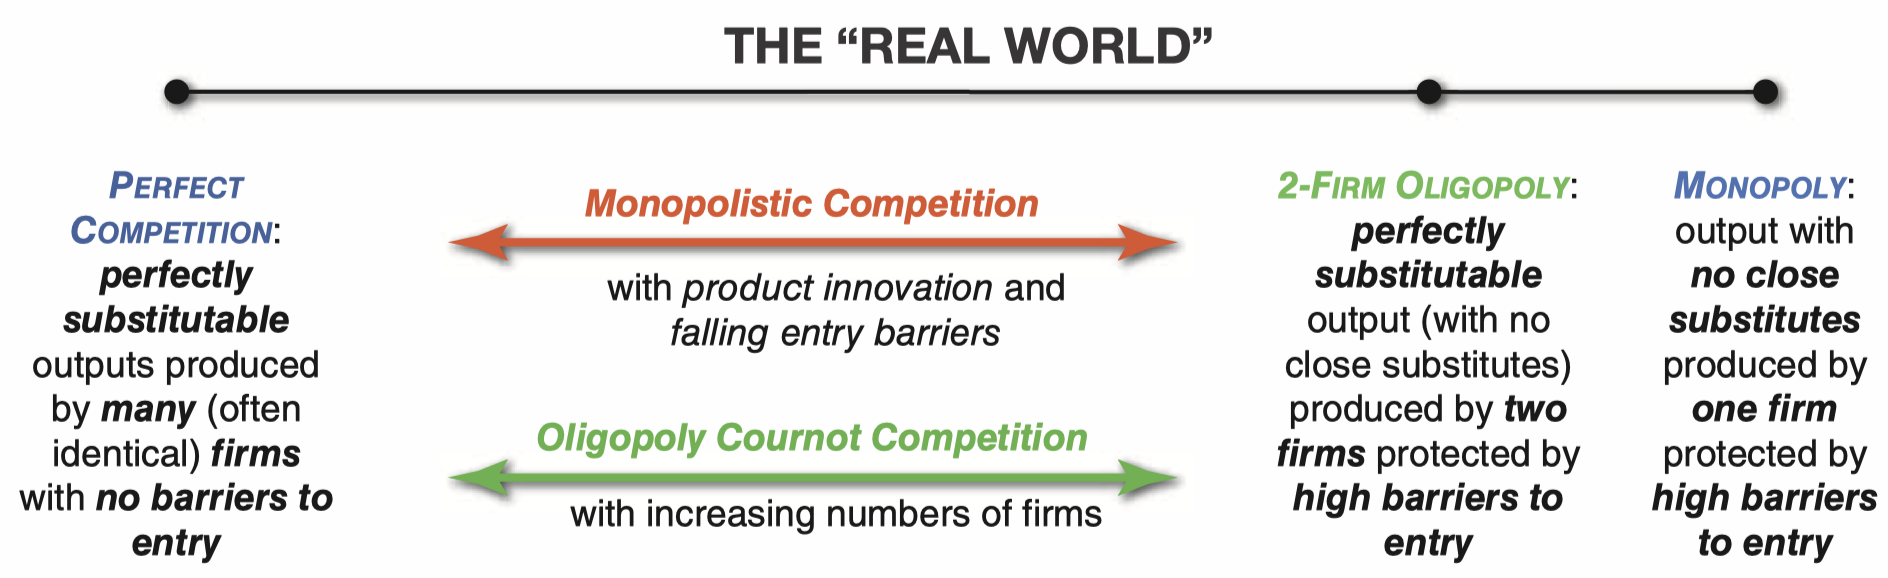 THE “REAL WORLD”
PERFECT
COMPETITION:
perfectly
substitutable
outputs produced
by many (often
identical) firms
with no barriers to
entry
Monopolistic Competition
with product innovation and
falling entry barriers
Oligopoly Cournot Competition
with increasing numbers of firms
2-FIRM OLIGOPOLY:
perfectly
substitutable
output (with no
close substitutes)
produced by two
firms protected by
high barriers to
entry
MONOPOLY:
output with
no close
substitutes
produced by
one firm
protected by
high barriers
to entry